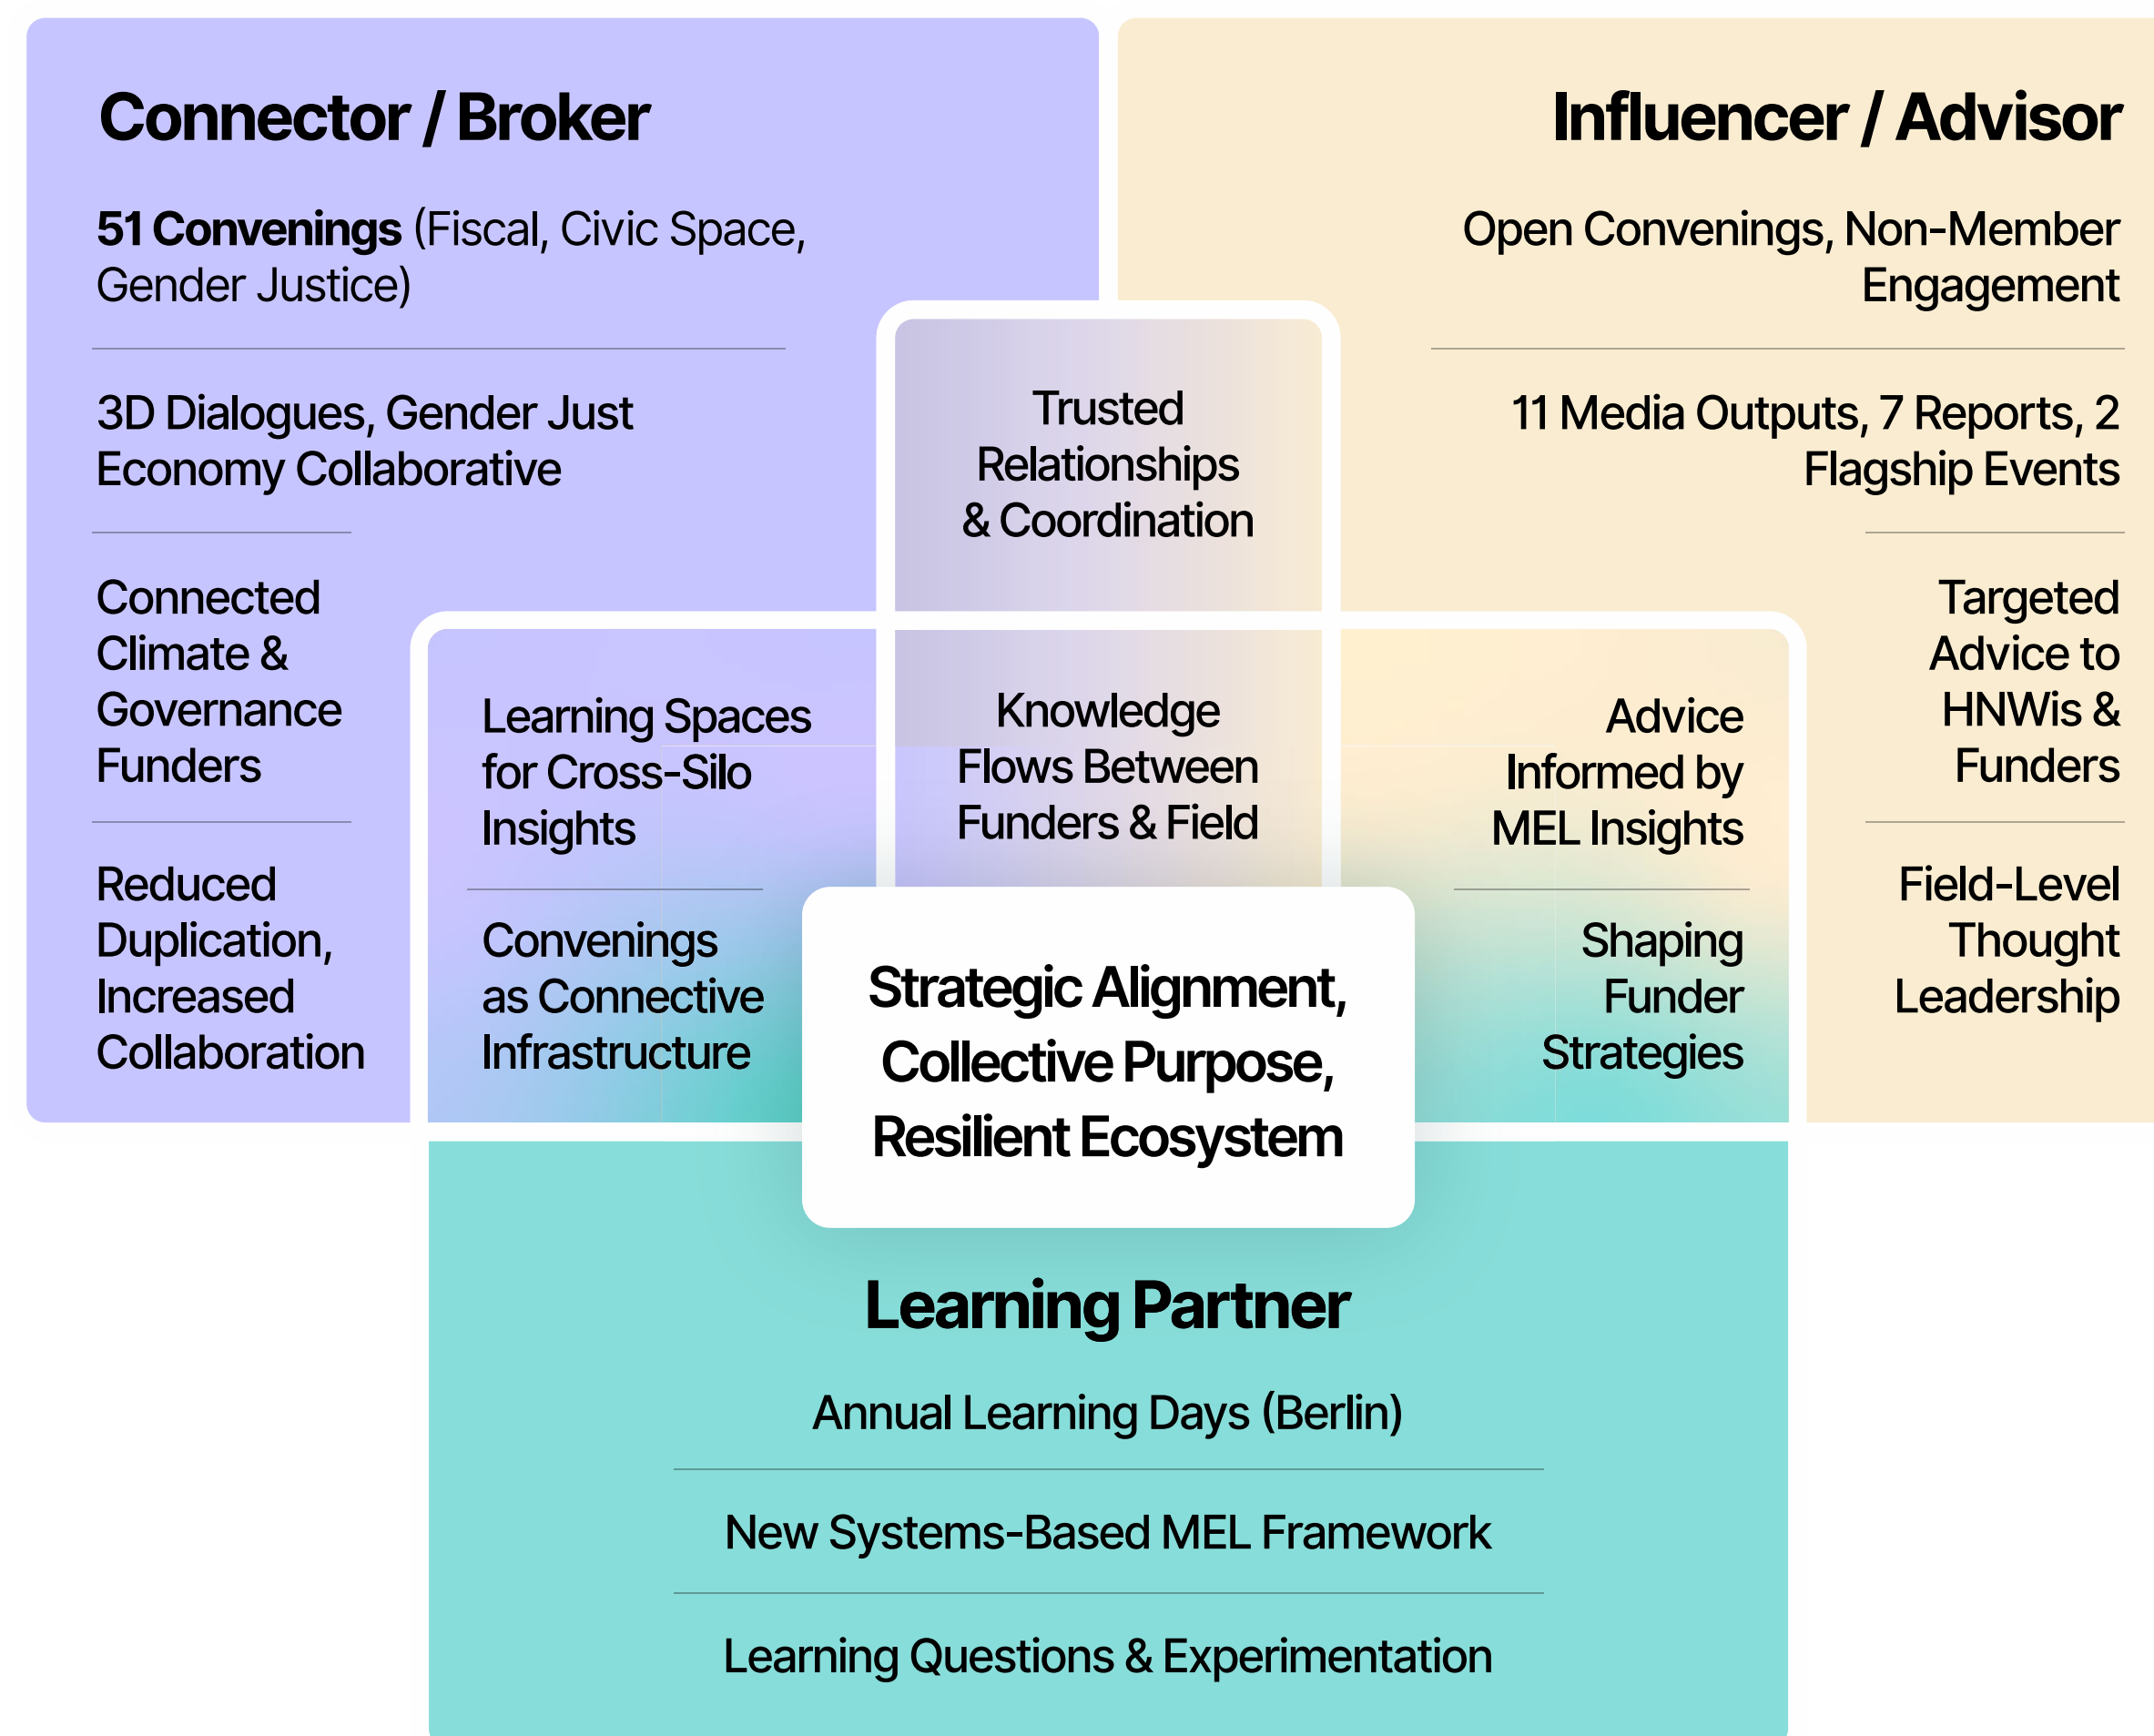 Connector / Broker
51 Convenings (Fiscal, Civic Space,
Gender Justice)
3D Dialogues, Gender Just
Economy Collaborative
Connected
Climate &
Governance
Funders
Reduced
Duplication,
Increased
Collaboration
Influencer / Advisor
Open Convenings, Non-Member
Engagement
11 Media Outputs, 7 Reports, 2
Flagship Events
Targeted
Advice to
HNWis &
Funders
Field-Level
Thought
Leadership
Trusted
Relationships
& Coordination
Learning Spaces
for Cross-Silo
Insights
Convenings
as Connective
Infrastructure
Knowledge
Flows Between
Funders & Field
Advice
Informed by
MEL Insights
Shaping
Funder
Strategies
Strategic Alignment,
Collective Purpose,
Resilient Ecosystem
Learning Partner
Annual Learning Days (Berlin)
New Systems-Based MEL Framework
Learning Questions & Experimentation